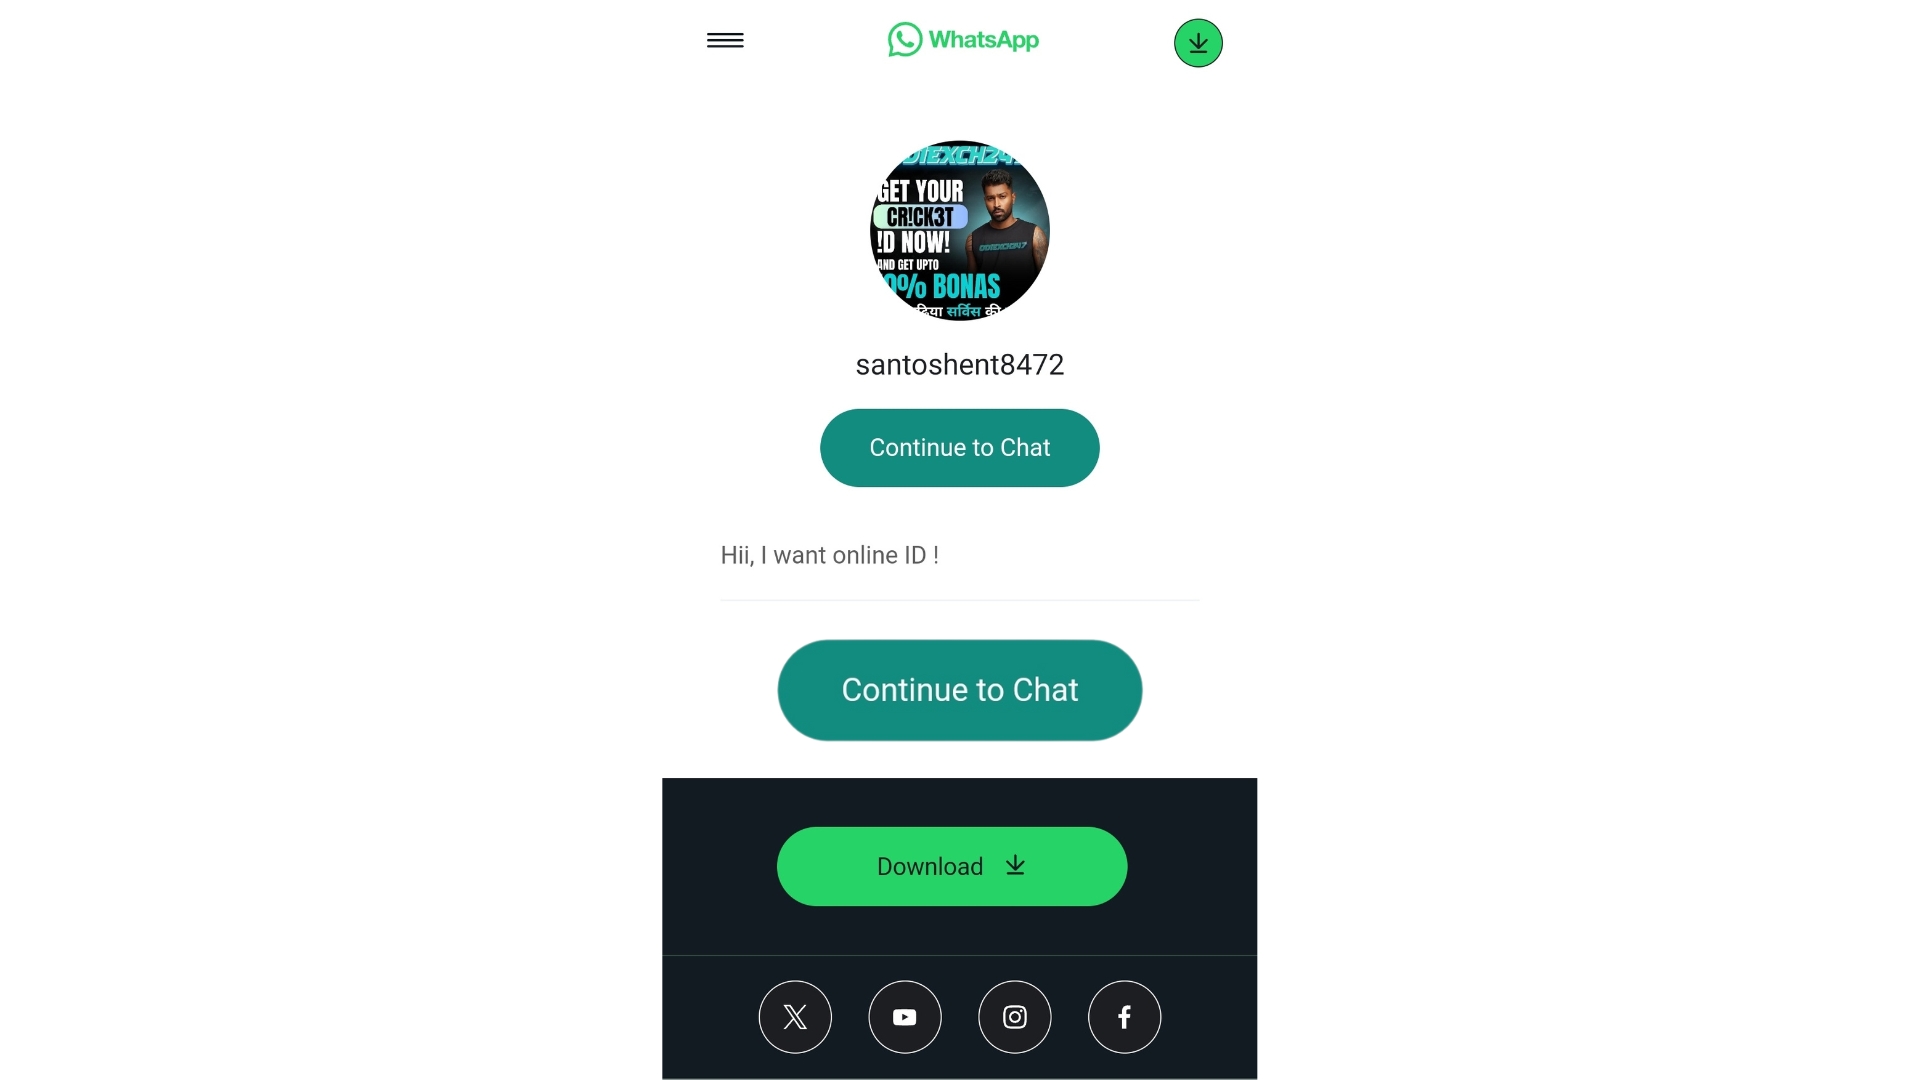 WhatsApp
GET YOUR
CR!CK3T
!D NOW!
AND GET UPTO
0% BONAS
सर्विस की
santoshent8472
Continue to Chat
Hii, I want online ID !
Continue to Chat
Download